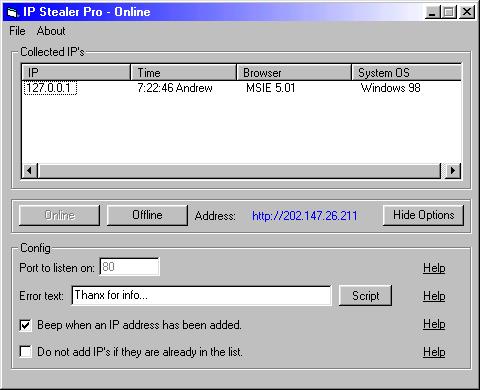 IP Stealer Pro - Online
File About
Collected IP's
IP Time Browser System OS
127.0.0.1 7:22:46 Andrew MSIE 5.01 Windows 98
Online Offline Address: http://202.147.26.211 Hide Options
Config
Port to listen on: 80 Help
Error text: Thanx for info... Script Help
Beep when an IP address has been added. Help
Do not add IP's if they are already in the list. Help